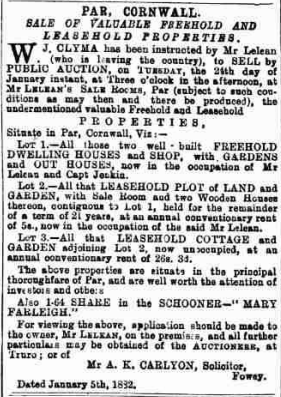 PAR, CORNWALL.
SALE OF VALUABLE FREEHOLD AND
LEASEHOLD PROPERTIES.
W. J. CLYMA has been instructed by Mr Lelean
(who is leaving the country), to SELL by
PUBLIC AUCTION, on TUESDAY, the 24th day of
January instant, at Three o'clock in the afternoon, at
Mr LELEAN'S SALE ROOMS, Par (subject to such con-
ditions as may then and there be produced), the
undermentioned valuable Freehold and Leasehold
PROPERTIES,
Situate in Par, Cornwall, Viz:—
LOT 1.—All those two well-built FREEHOLD
DWELLING HOUSES and SHOP, with GARDENS
and OUT HOUSES, now in the occupation of Mr
Lelean and Capt Jenkin.
LOT 2.—All that LEASEHOLD PLOT of LAND and
GARDEN, with Sale Room and two Wooden Houses
thereon, contiguous to Lot 1, held for the remainder
of a term of 21 years, at an annual conventionary rent
of 5s., now in the occupation of the said Mr Lelean.
LOT 3.—All that LEASEHOLD COTTAGE and
GARDEN adjoining Lot 2, now unoccupied, at an
annual conventionary rent of 26s. 3d.
The above properties are situate in the principal
thoroughfare of Par, and are well worth the attention of
investors and others
Also 1-64 SHARE in the SCHOONER—"MARY
FARLEIGH."
For viewing the above, application should be made to
the owner, Mr LELEAN, on the premises, and all further
particulars may be obtained of the AUCTIONEER, at
Truro; or of
Mr A. K. CARLYON, Solicitor,
Fowey.
Dated January 5th, 1882.